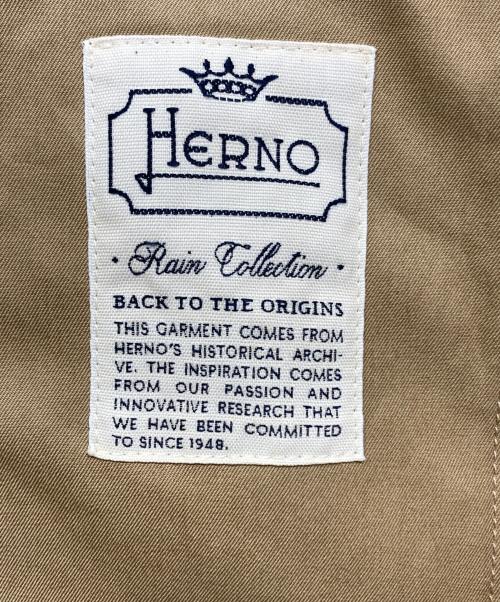 HERNO
· Rain Collection ·
BACK TO THE ORIGINS
THIS GARMENT COMES FROM
HERNO'S HISTORICAL ARCHI-
VE. THE INSPIRATION COMES
FROM OUR PASSION AND
INNOVATIVE RESEARCH THAT
WE HAVE BEEN COMMITTED
TO SINCE 1948.